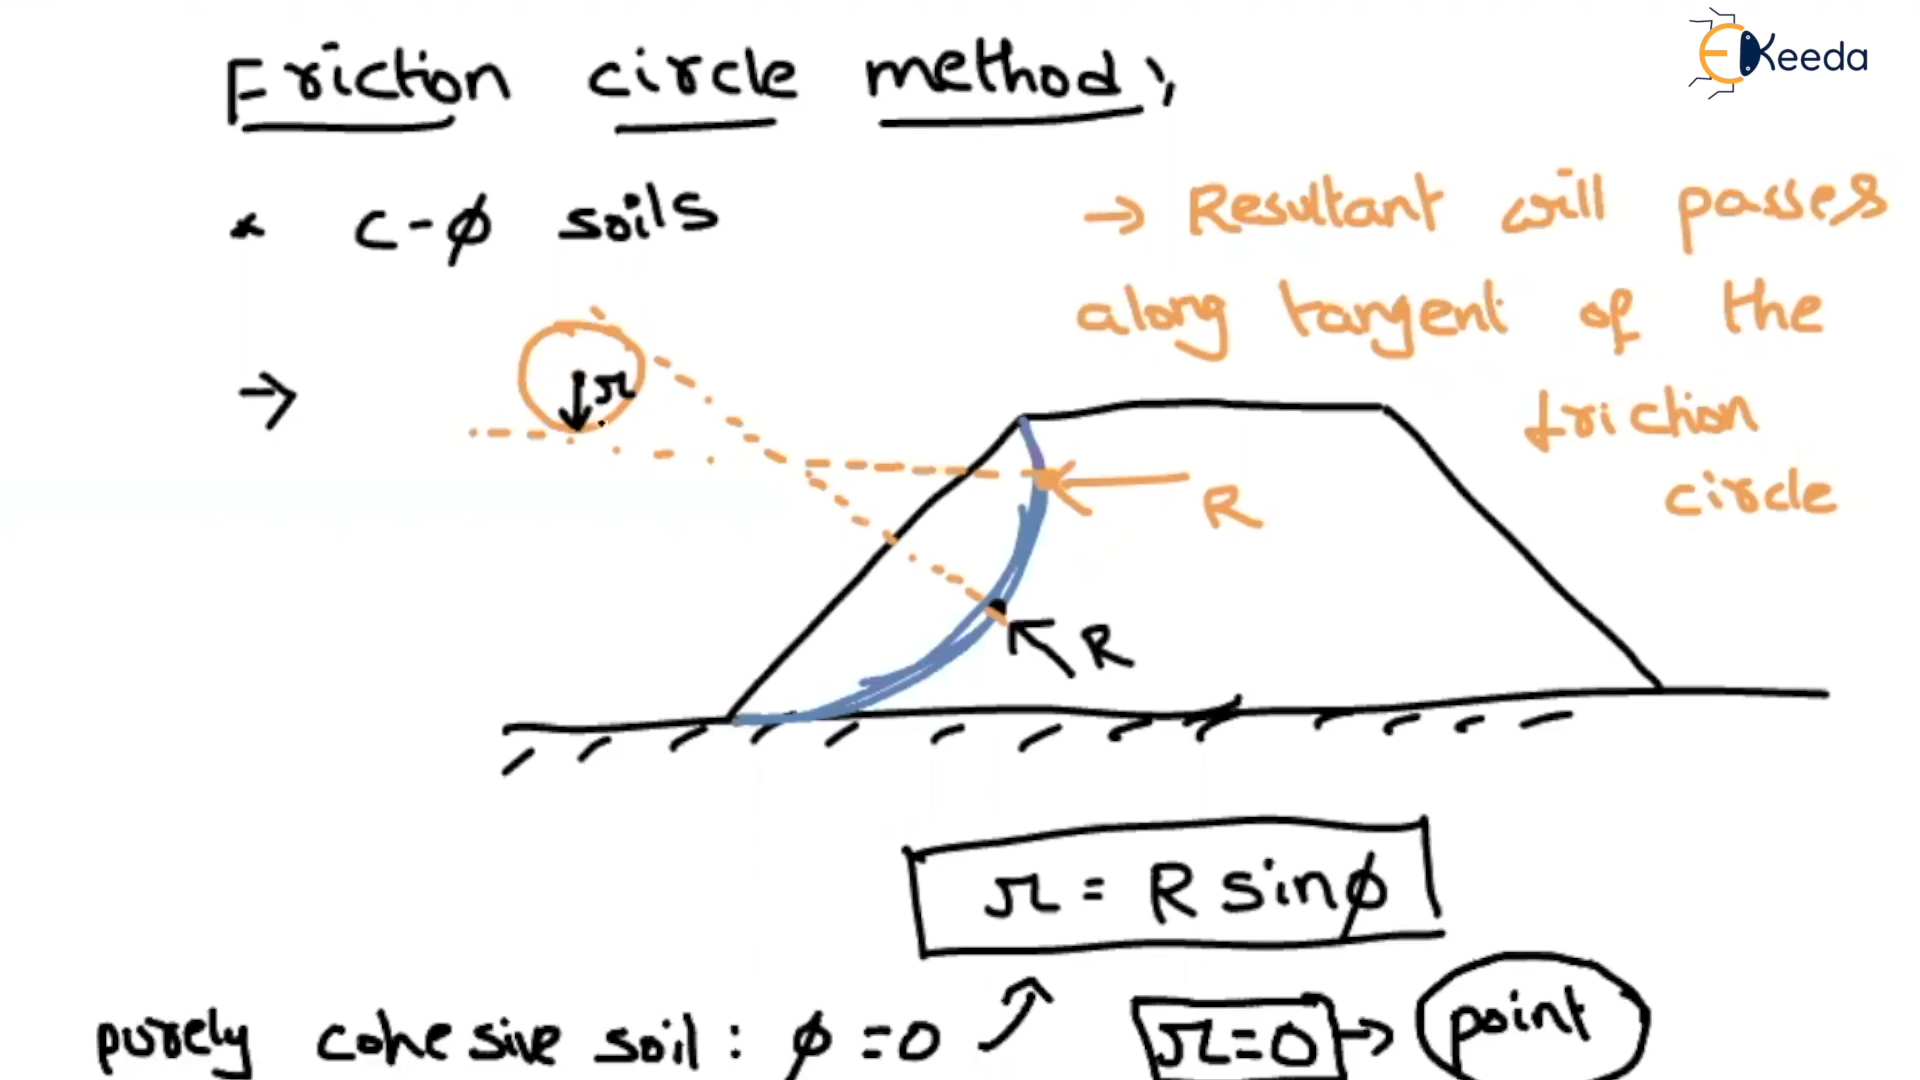 Friction circle method;
EKeeda
* c-ϕ soils
→ Resultant will passes
along tangent of the
friction
circle
→
r
R
R
r = R sinϕ
purely cohesive soil : ϕ = 0
r=0 → point